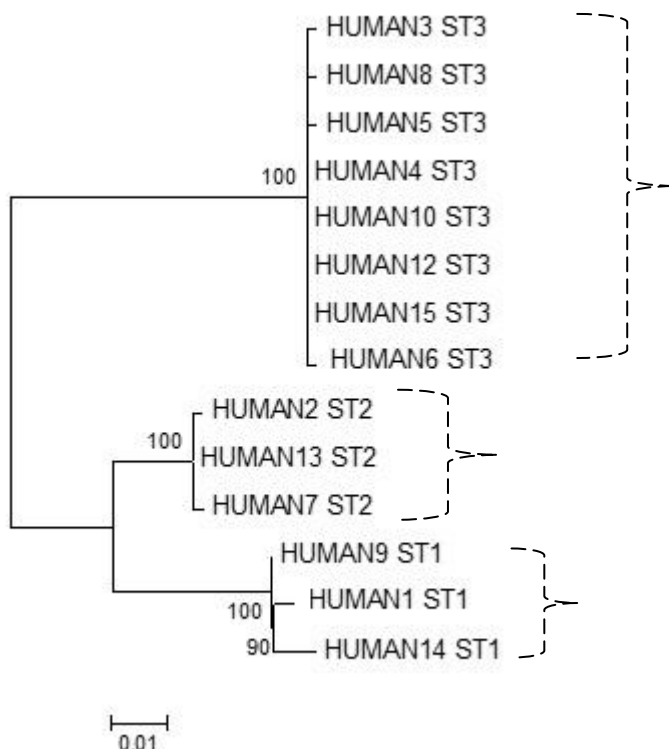 HUMAN3 ST3
HUMAN8 ST3
HUMAN5 ST3
100
HUMAN4 ST3
HUMAN10 ST3
HUMAN12 ST3
HUMAN15 ST3
HUMAN6 ST3
HUMAN2 ST2
100
HUMAN13 ST2
HUMAN7 ST2
HUMAN9 ST1
HUMAN1 ST1
100
90
HUMAN14 ST1
0.01